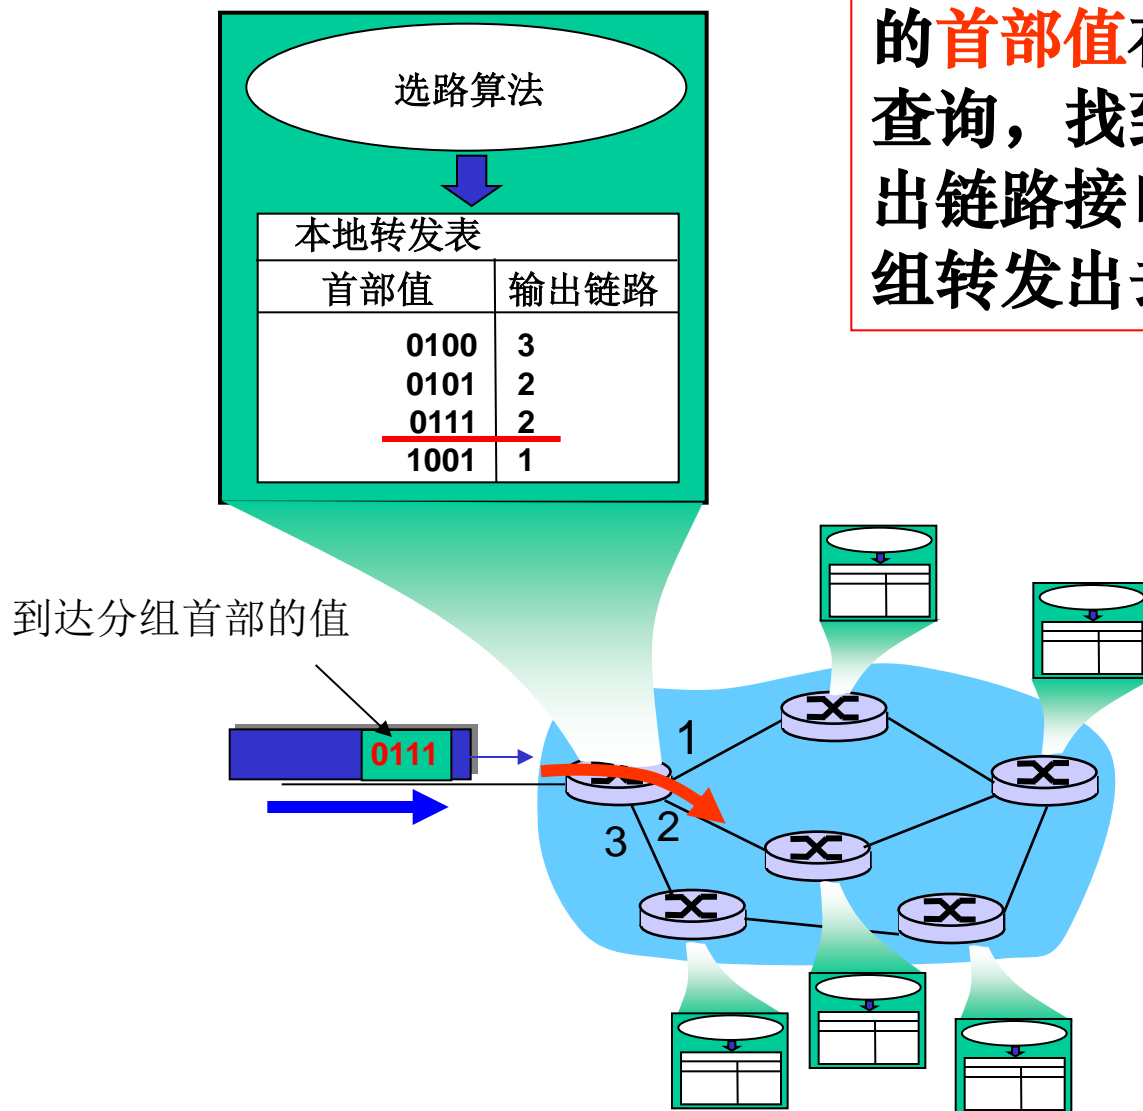 选路算法
本地转发表
首部值 输出链路
0100 3
0101 2
0111 2
1001 1
的首部值
查询，找到
出链路接
组转发出
到达分组首部的值
0111
1
2
3